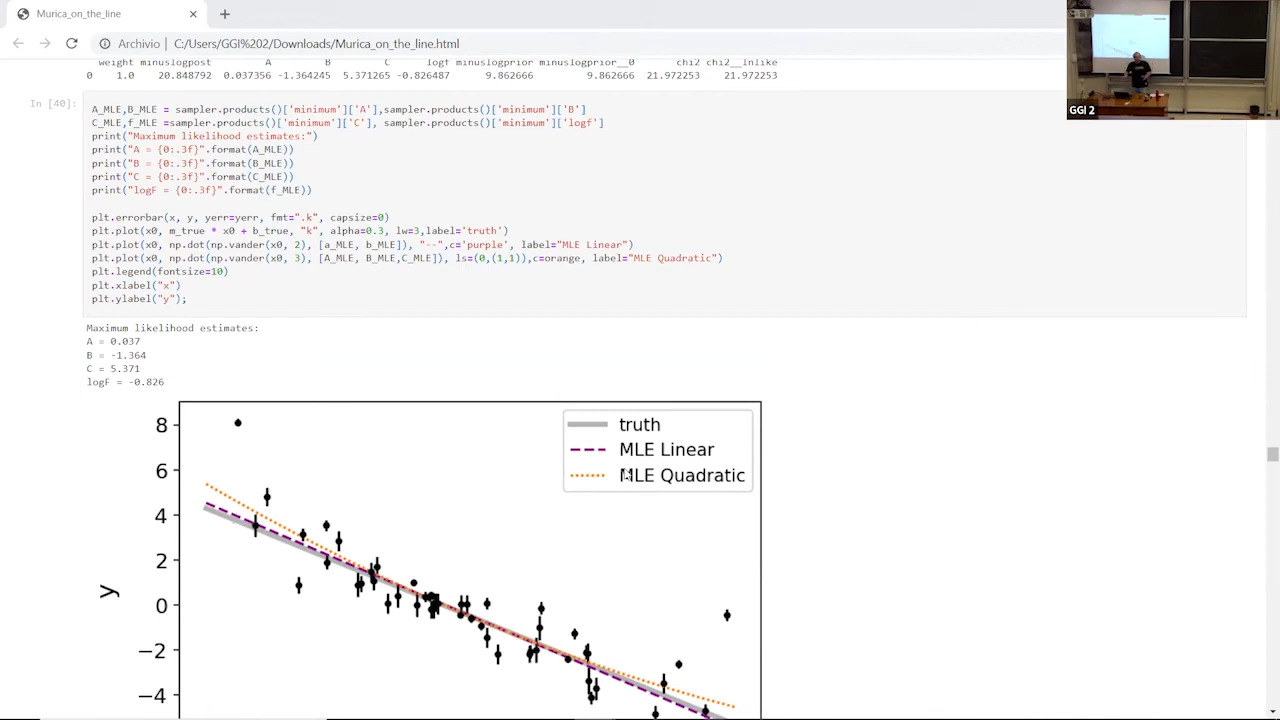 Murica_on_the_line
Archivio | C:/Users/GGI%202/Downloads/Murica_on_the_line.html
weight minuslogpost A B minuslogprior minuslogprior__0 chi2 chi2__lnlike
0 1.0 20.848792 0.037356 -1.364245 9.862666 9.862666 21.972253 21.972253
In [40]:
A_MLE,B_MLE = sampler.products()['minimum']['A'],sampler.products()['minimum']['B']
C_MLE,f_MLE =sampler.products()['minimum']['C'],sampler.products()['minimum']['logf']
print("Maximum likelihood estimates:")
print("A = {0:.3f}".format(A_MLE))
print("B = {0:.3f}".format(B_MLE))
print("C = {0:.3f}".format(C_MLE))
print("logF = {0:.3f}".format(f_MLE))
plt.errorbar(x, y, yerr=yerr, fmt=".k", capsize=0)
plt.plot(x0, m_true * x0 + b_true, "k", alpha=0.3, lw=3,label='truth')
plt.plot(x0, np.dot(np.vander(x0, 2), [a_MLE, b_MLE]), "--",c='purple', label="MLE Linear")
plt.plot(x0, np.dot(np.vander(x0, 3), [A_MLE, B_MLE,C_MLE]), ls=(0,(1,1)),c=orange, label="MLE Quadratic")
plt.legend(fontsize=10)
plt.xlabel("x")
plt.ylabel("y");
Maximum likelihood estimates:
A = 0.037
B = -1.364
C = 5.371
logF = -0.826
truth
MLE Linear
MLE Quadratic
8
6
4
2
0
−2
−4
y
GGI 2